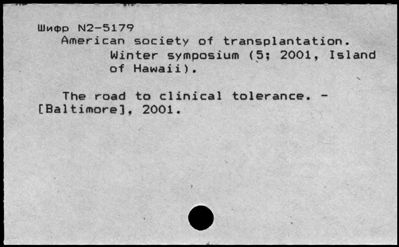 Шифр N2-5179
American society of transplantation.
Winter symposium (5; 2001, Island
of Hawaii).
The road to clinical tolerance. -
[Baltimore], 2001.